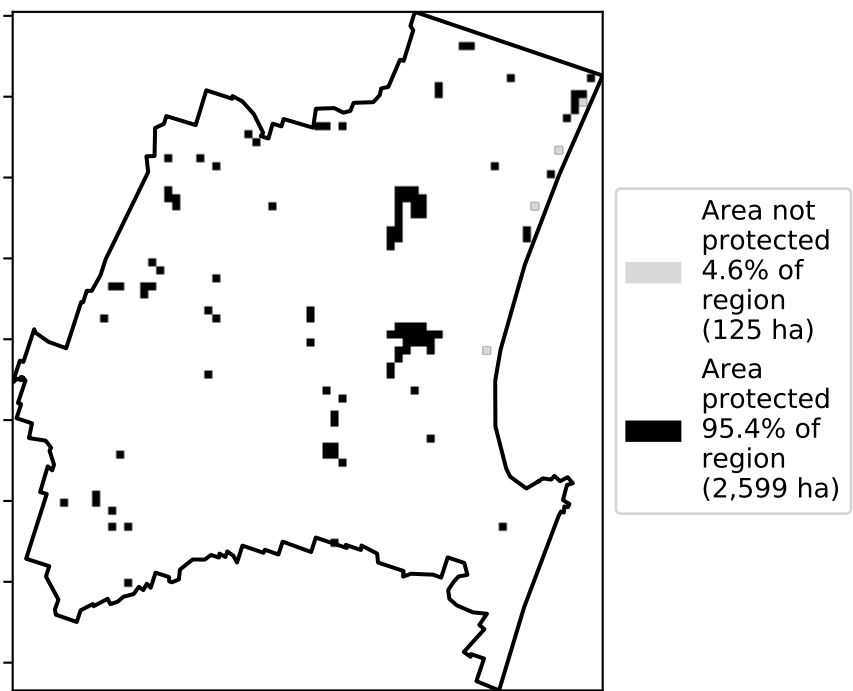 Area not
protected
4.6% of
region
(125 ha)
Area
protected
95.4% of
region
(2,599 ha)